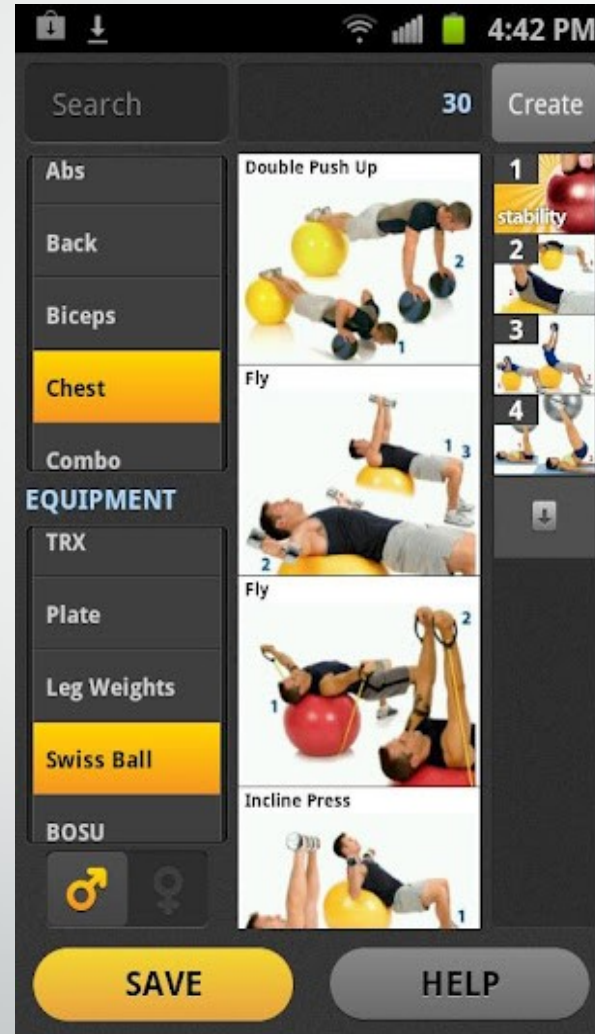 4:42 PM
Search
30
Create
Abs
Back
Biceps
Chest
Combo
EQUIPMENT
TRX
Plate
Leg Weights
Swiss Ball
BOSU
Double Push Up
2
1
Fly
1 3
2
Fly
2
1
Incline Press
1
1
stability
2
3
4
SAVE
HELP